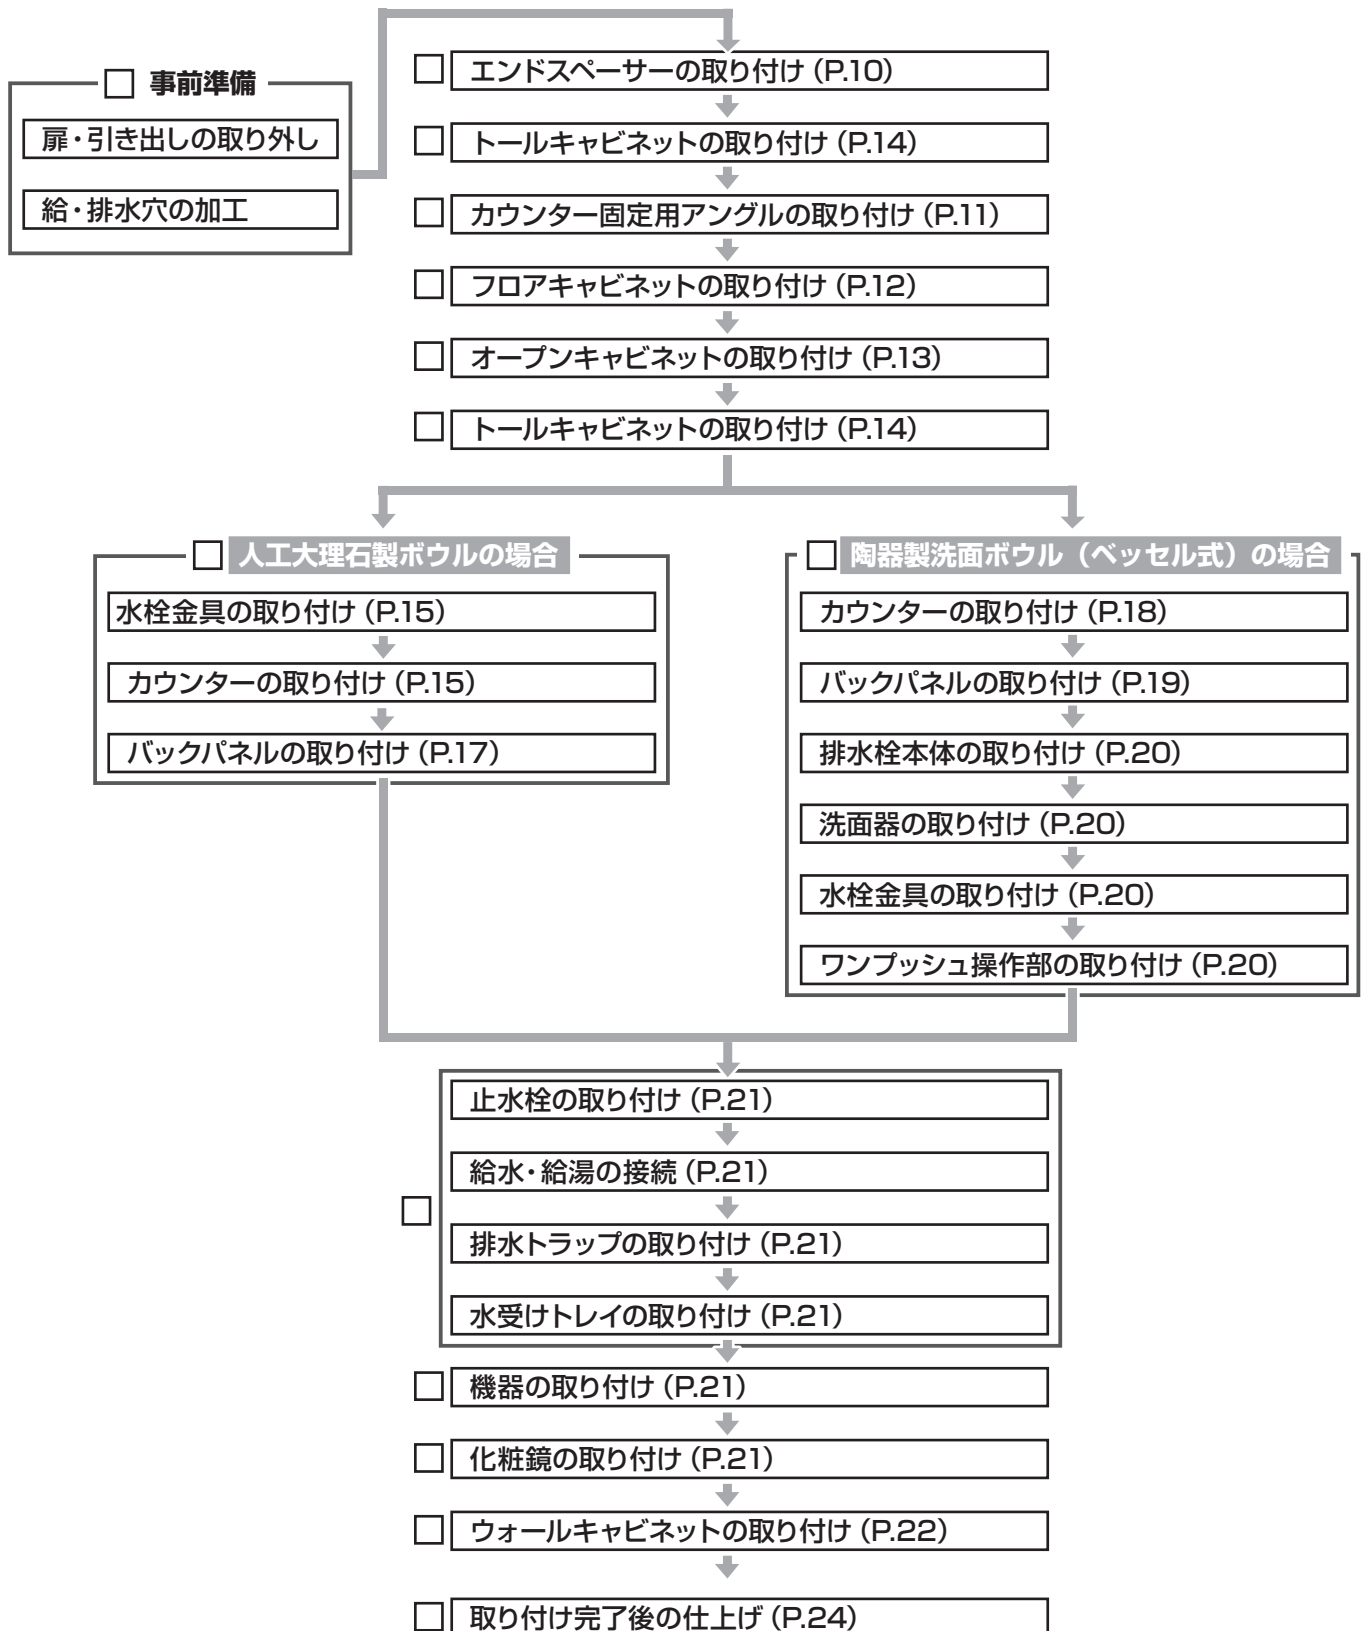 事前準備
扉・引き出しの取り外し
給・排水穴の加工
エンドスペーサーの取り付け（P.10）
トールキャビネットの取り付け（P.14）
カウンター固定用アングルの取り付け（P.11）
フロアキャビネットの取り付け（P.12）
オープンキャビネットの取り付け（P.13）
トールキャビネットの取り付け（P.14）
人工大理石製ボウルの場合
水栓金具の取り付け（P.15）
カウンターの取り付け（P.15）
バックパネルの取り付け（P.17）
陶器製洗面ボウル（ベッセル式）の場合
カウンターの取り付け（P.18）
バックパネルの取り付け（P.19）
排水栓本体の取り付け（P.20）
洗面器の取り付け（P.20）
水栓金具の取り付け（P.20）
ワンプッシュ操作部の取り付け（P.20）
止水栓の取り付け（P.21）
給水・給湯の接続（P.21）
排水トラップの取り付け（P.21）
水受けトレイの取り付け（P.21）
機器の取り付け（P.21）
化粧鏡の取り付け（P.21）
ウォールキャビネットの取り付け（P.22）
取り付け完了後の仕上げ（P.24）